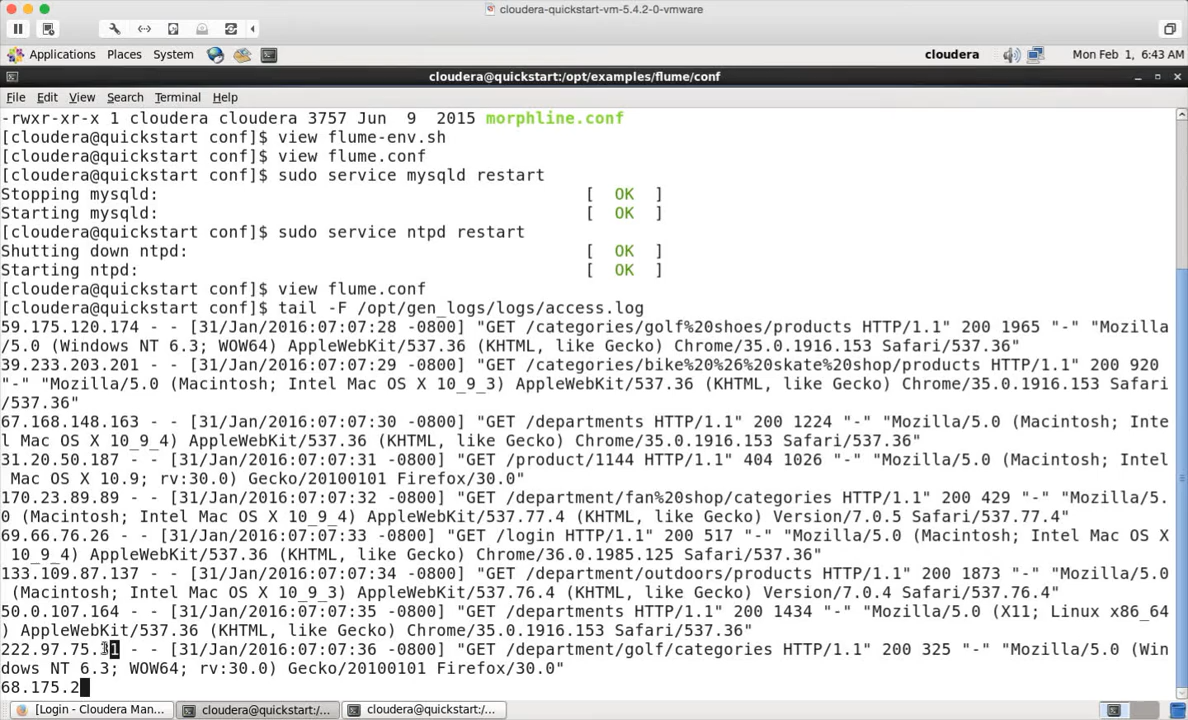 cloudera-quickstart-vm-5.4.2-0-vmware
Applications Places System cloudera Mon Feb 1, 6:43 AM
cloudera@quickstart:/opt/examples/flume/conf
File Edit View Search Terminal Help
-rwxr-xr-x 1 cloudera cloudera 3757 Jun  9  2015 morphline.conf
[cloudera@quickstart conf]$ view flume-env.sh
[cloudera@quickstart conf]$ view flume.conf
[cloudera@quickstart conf]$ sudo service mysqld restart
Stopping mysqld: [  OK  ]
Starting mysqld: [  OK  ]
[cloudera@quickstart conf]$ sudo service ntpd restart
Shutting down ntpd: [  OK  ]
Starting ntpd: [  OK  ]
[cloudera@quickstart conf]$ view flume.conf
[cloudera@quickstart conf]$ tail -F /opt/gen_logs/logs/access.log
59.175.120.174 - - [31/Jan/2016:07:07:28 -0800] "GET /categories/golf%20shoes/products HTTP/1.1" 200 1965 "-" "Mozilla
/5.0 (Windows NT 6.3; WOW64) AppleWebKit/537.36 (KHTML, like Gecko) Chrome/35.0.1916.153 Safari/537.36"
39.233.203.201 - - [31/Jan/2016:07:07:29 -0800] "GET /categories/bike%20%26%20skate%20shop/products HTTP/1.1" 200 920
"-" "Mozilla/5.0 (Macintosh; Intel Mac OS X 10_9_3) AppleWebKit/537.36 (KHTML, like Gecko) Chrome/35.0.1916.153 Safari
/537.36"
67.168.148.163 - - [31/Jan/2016:07:07:30 -0800] "GET /departments HTTP/1.1" 200 1224 "-" "Mozilla/5.0 (Macintosh; Inte
l Mac OS X 10_9_4) AppleWebKit/537.36 (KHTML, like Gecko) Chrome/35.0.1916.153 Safari/537.36"
31.20.50.187 - - [31/Jan/2016:07:07:31 -0800] "GET /product/1144 HTTP/1.1" 404 1026 "-" "Mozilla/5.0 (Macintosh; Intel
Mac OS X 10.9; rv:30.0) Gecko/20100101 Firefox/30.0"
170.23.89.89 - - [31/Jan/2016:07:07:32 -0800] "GET /department/fan%20shop/categories HTTP/1.1" 200 429 "-" "Mozilla/5.
0 (Macintosh; Intel Mac OS X 10_9_4) AppleWebKit/537.77.4 (KHTML, like Gecko) Version/7.0.5 Safari/537.77.4"
69.66.76.26 - - [31/Jan/2016:07:07:33 -0800] "GET /login HTTP/1.1" 200 517 "-" "Mozilla/5.0 (Macintosh; Intel Mac OS X
10_9_4) AppleWebKit/537.36 (KHTML, like Gecko) Chrome/36.0.1985.125 Safari/537.36"
133.109.87.137 - - [31/Jan/2016:07:07:34 -0800] "GET /department/outdoors/products HTTP/1.1" 200 1873 "-" "Mozilla/5.0
(Macintosh; Intel Mac OS X 10_9_3) AppleWebKit/537.76.4 (KHTML, like Gecko) Version/7.0.4 Safari/537.76.4"
50.0.107.164 - - [31/Jan/2016:07:07:35 -0800] "GET /departments HTTP/1.1" 200 1434 "-" "Mozilla/5.0 (X11; Linux x86_64
) AppleWebKit/537.36 (KHTML, like Gecko) Chrome/35.0.1916.153 Safari/537.36"
- - [31/Jan/2016:07:07:36 -0800] "GET /department/golf/categories HTTP/1.1" 200 325 "-" "Mozilla/5.0 (Win
dows NT 6.3; WOW64; rv:30.0) Gecko/20100101 Firefox/30.0"
68.175.2
[Login - Cloudera Man... cloudera@quickstart:/... cloudera@quickstart:/...